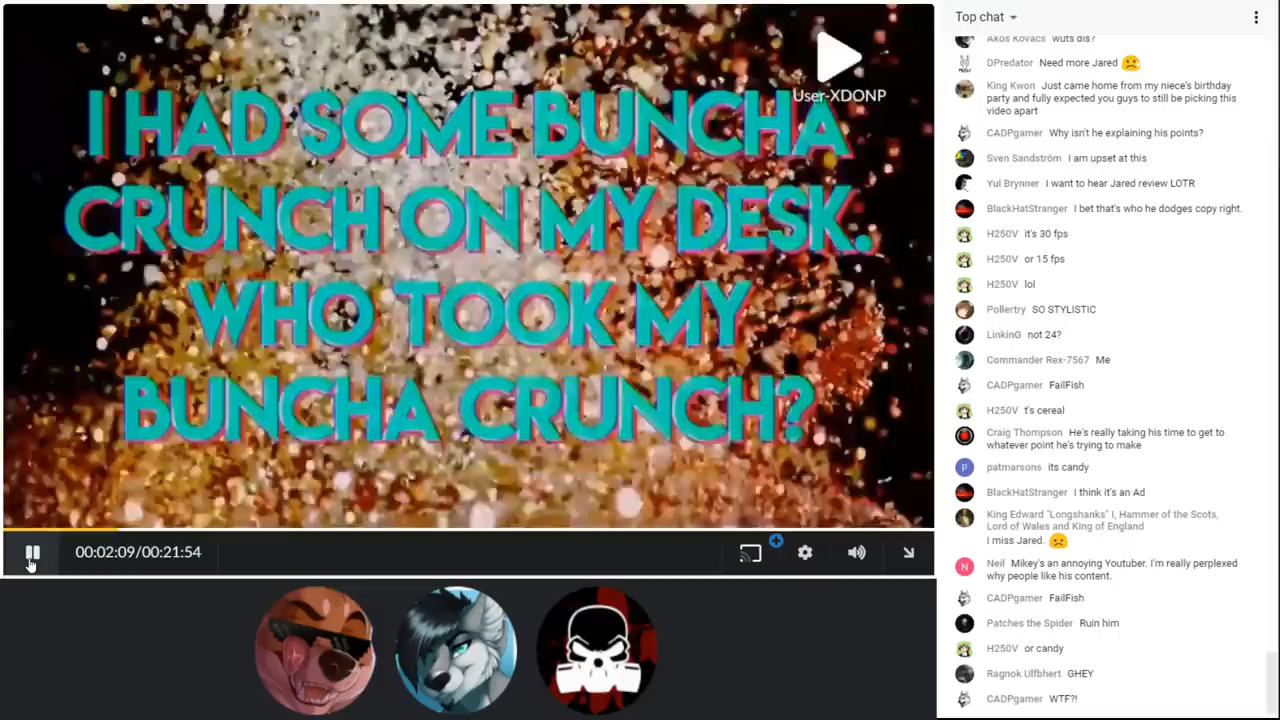 I HAD SOME BUNCHA
CRUNCH ON MY DESK.
WHO TOOK MY
BUNCHA CRUNCH?
User-XDONP
00:02:09/00:21:54
Top chat
Akos Kovacs wuts dis?
DPredator Need more Jared
King Kwon Just came home from my niece's birthday
party and fully expected you guys to still be picking this
video apart
CADPgamer Why isn't he explaining his points?
Sven Sandström I am upset at this
Yul Brynner I want to hear Jared review LOTR
BlackHatStranger I bet that's who he dodges copy right.
H250V it's 30 fps
H250V or 15 fps
H250V lol
Pollertry SO STYLISTIC
LinkinG not 24?
Commander Rex-7567 Me
CADPgamer FailFish
H250V t's cereal
Craig Thompson He's really taking his time to get to
whatever point he's trying to make
P
patmarsons its candy
BlackHatStranger I think it's an Ad
King Edward "Longshanks" I, Hammer of the Scots,
Lord of Wales and King of England
I miss Jared.
N
Neil Mikey's an annoying Youtuber. I'm really perplexed
why people like his content.
CADPgamer FailFish
Patches the Spider Ruin him
H250V or candy
Ragnok Ulfbhert GHEY
CADPgamer WTF?!